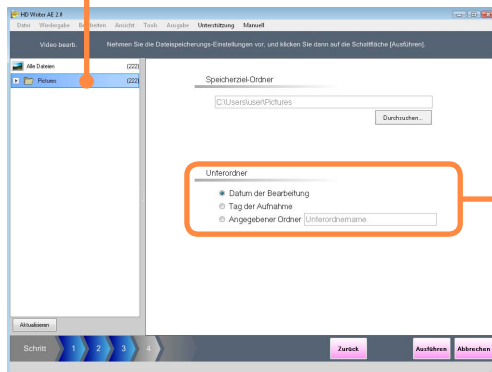 HD Writer AE 2.1
Datei Wiedergabe Bearbeiten Ansicht Tools Ausgabe Unterstützung Manuell
Video bearb. Nehmen Sie die Dateispeicherungs-Einstellungen vor, und klicken Sie dann auf die Schaltfläche [Ausführen].
Alle Dateien (222)
Pictures (222)
Speicherziel-Ordner
C:\Users\user\Pictures
Durchsuchen...
Unterordner
Datum der Bearbeitung
Tag der Aufnahme
Angegebener Ordner Unterordnername
Aktualisieren
Schritt 1 2 3 4
Zurück Ausführen Abbrechen